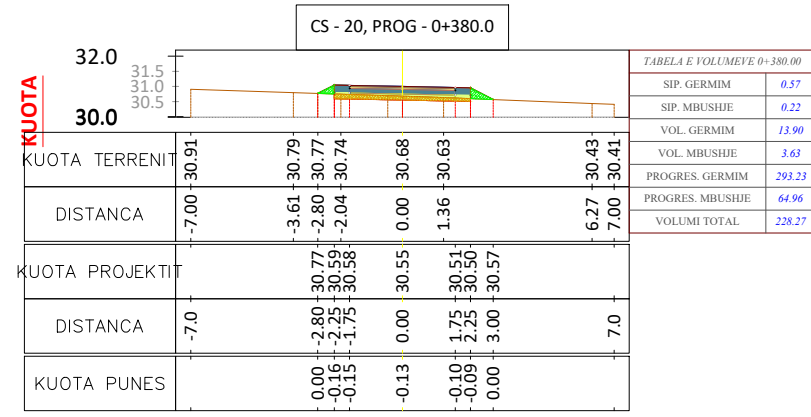 CS - 20, PROG - 0+380.0
KUOTA
32.0
31.5
31.0
30.5
30.0
KUOTA TERRENIT 30.91 30.79 30.77 30.74 30.68 30.63 30.43 30.41
DISTANCA -7.00 -3.61 -2.80 -2.04 0.00 1.36 6.27 7.00
KUOTA PROJEKTIT 30.77 30.59 30.58 30.55 30.51 30.50 30.57
DISTANCA -7.0 -2.80 -2.25 -1.75 0.00 1.75 2.25 3.00 7.0
KUOTA PUNES 0.00 -0.16 -0.15 -0.13 -0.10 -0.09 0.00
TABELA E VOLUMEVE 0+380.00
SIP. GERMIM 0.57
SIP. MBUSHJE 0.22
VOL. GERMIM 13.90
VOL. MBUSHJE 3.63
PROGRES. GERMIM 293.23
PROGRES. MBUSHJE 64.96
VOLUMI TOTAL 228.27